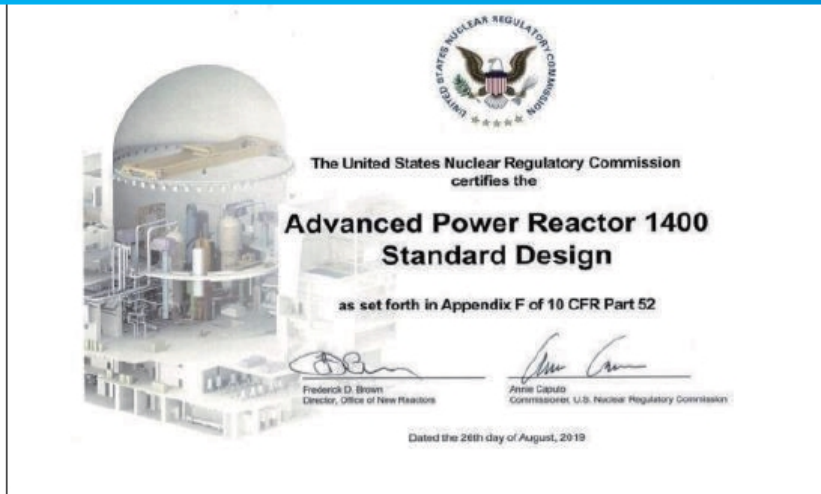 UNITED STATES NUCLEAR REGULATORY COMMISSION
The United States Nuclear Regulatory Commission
certifies the
Advanced Power Reactor 1400
Standard Design
as set forth in Appendix F of 10 CFR Part 52
Frederick D. Brown
Director, Office of New Reactors
Annie Caputo
Commissioner, U.S. Nuclear Regulatory Commission
Dated the 26th day of August, 2019